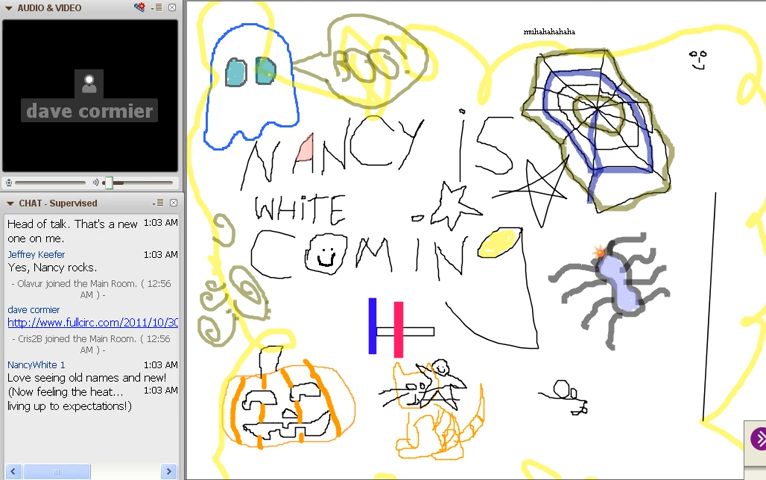 AUDIO & VIDEO
dave cormier
CHAT - Supervised
Head of talk. That's a new 1:03 AM
one on me.
Jeffrey Keefer 1:03 AM
Yes, Nancy rocks.
- Olavur joined the Main Room. ( 12:56
AM ) -
dave cormier 1:03 AM
http://www.fullcirc.com/2011/10/30
- Cris2B joined the Main Room. ( 12:56
AM ) -
NancyWhite 1 1:03 AM
Love seeing old names and new!
(Now feeling the heat... 1:03 AM
living up to expectations!)
muhahahahaha
BOO!
NANCY IS
WHITE
COMIN